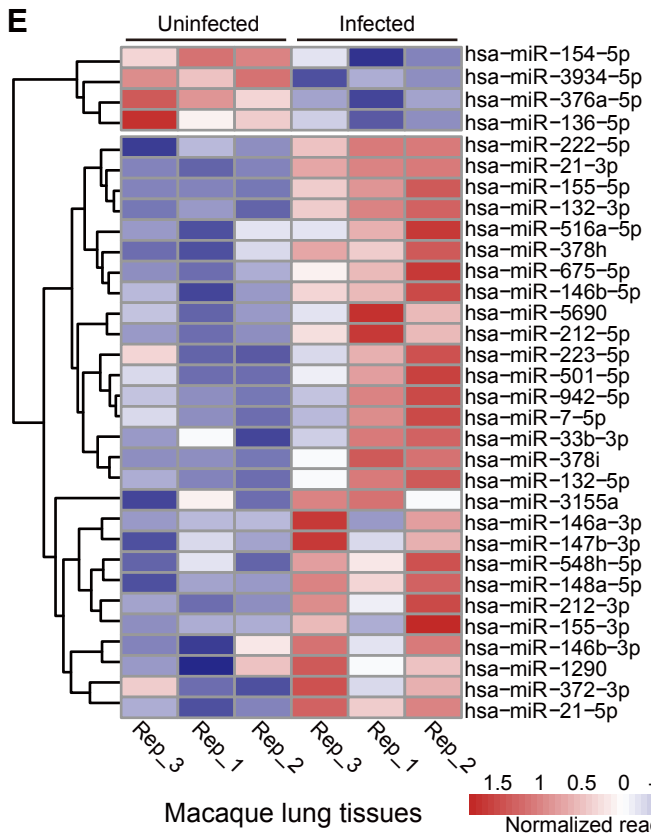 E
Uninfected Infected
hsa-miR-154-5p
hsa-miR-3934-5p
hsa-miR-376a-5p
hsa-miR-136-5p
hsa-miR-222-5p
hsa-miR-21-3p
hsa-miR-155-5p
hsa-miR-132-3p
hsa-miR-516a-5p
hsa-miR-378h
hsa-miR-675-5p
hsa-miR-146b-5p
hsa-miR-5690
hsa-miR-212-5p
hsa-miR-223-5p
hsa-miR-501-5p
hsa-miR-942-5p
hsa-miR-7-5p
hsa-miR-33b-3p
hsa-miR-378i
hsa-miR-132-5p
hsa-miR-3155a
hsa-miR-146a-3p
hsa-miR-147b-3p
hsa-miR-548h-5p
hsa-miR-148a-5p
hsa-miR-212-3p
hsa-miR-155-3p
hsa-miR-146b-3p
hsa-miR-1290
hsa-miR-372-3p
hsa-miR-21-5p
Rep_3 Rep_1 Rep_2 Rep_3 Rep_1 Rep_2
Macaque lung tissues
1.5 1 0.5 0
Normalized rea